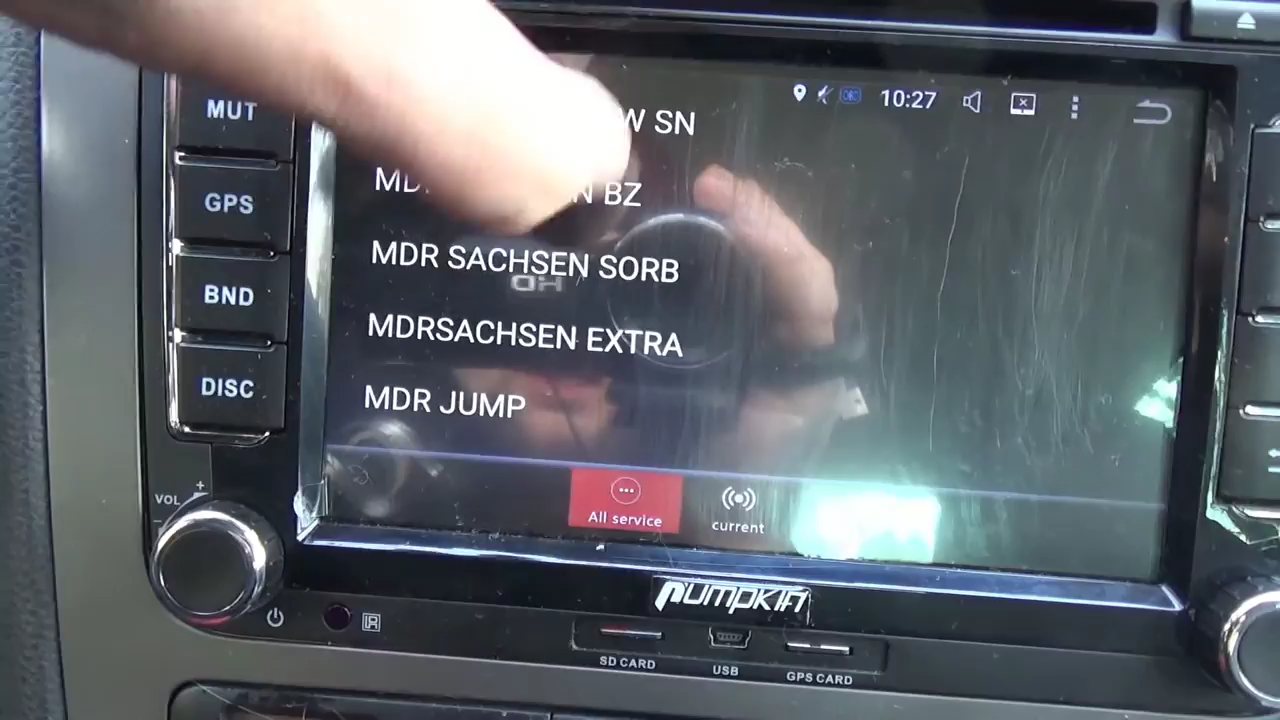 MUT
GPS
BND
DISC
VOL
+
10:27
SN
BZ
MDR SACHSEN SORB
MDRSACHSEN EXTRA
MDR JUMP
All service
current
PUMPKIN
SD CARD
USB
GPS CARD
IR